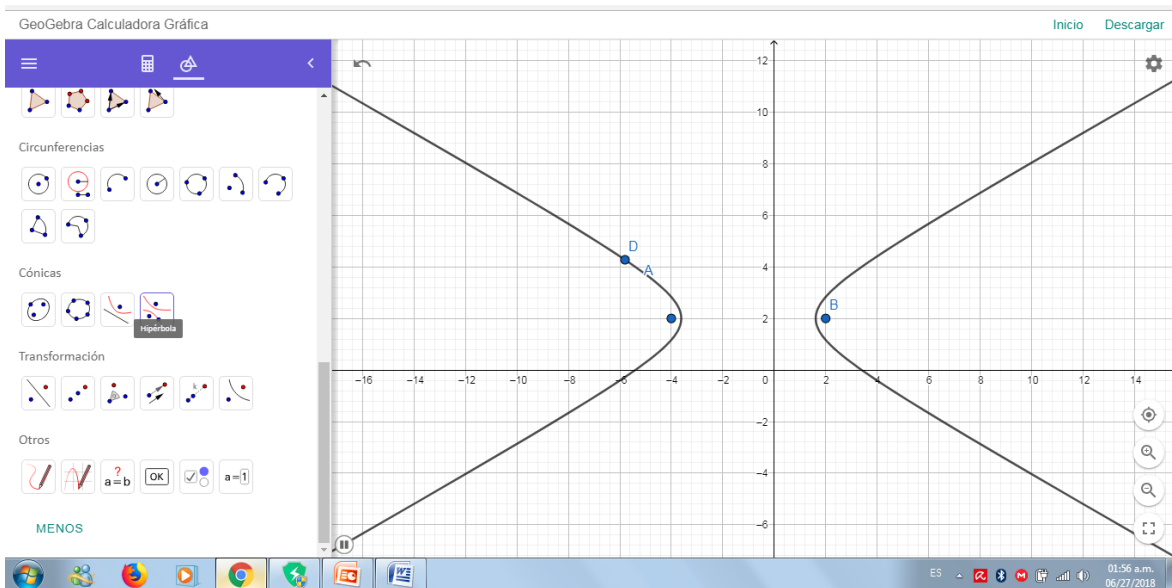 GeoGebra Calculadora Gráfica
Inicio Descargar
Circunferencias
Cónicas
Hipérbola
Transformación
Otros
a=b
OK
a=1
MENOS
12
10
8
6
4
2
0
−2
−4
−6
−16 −14 −12 −10 −8 −6 −4 −2 2 4 6 8 10 12 14
D
A
B
ES
01:56 a.m.
06/27/2018